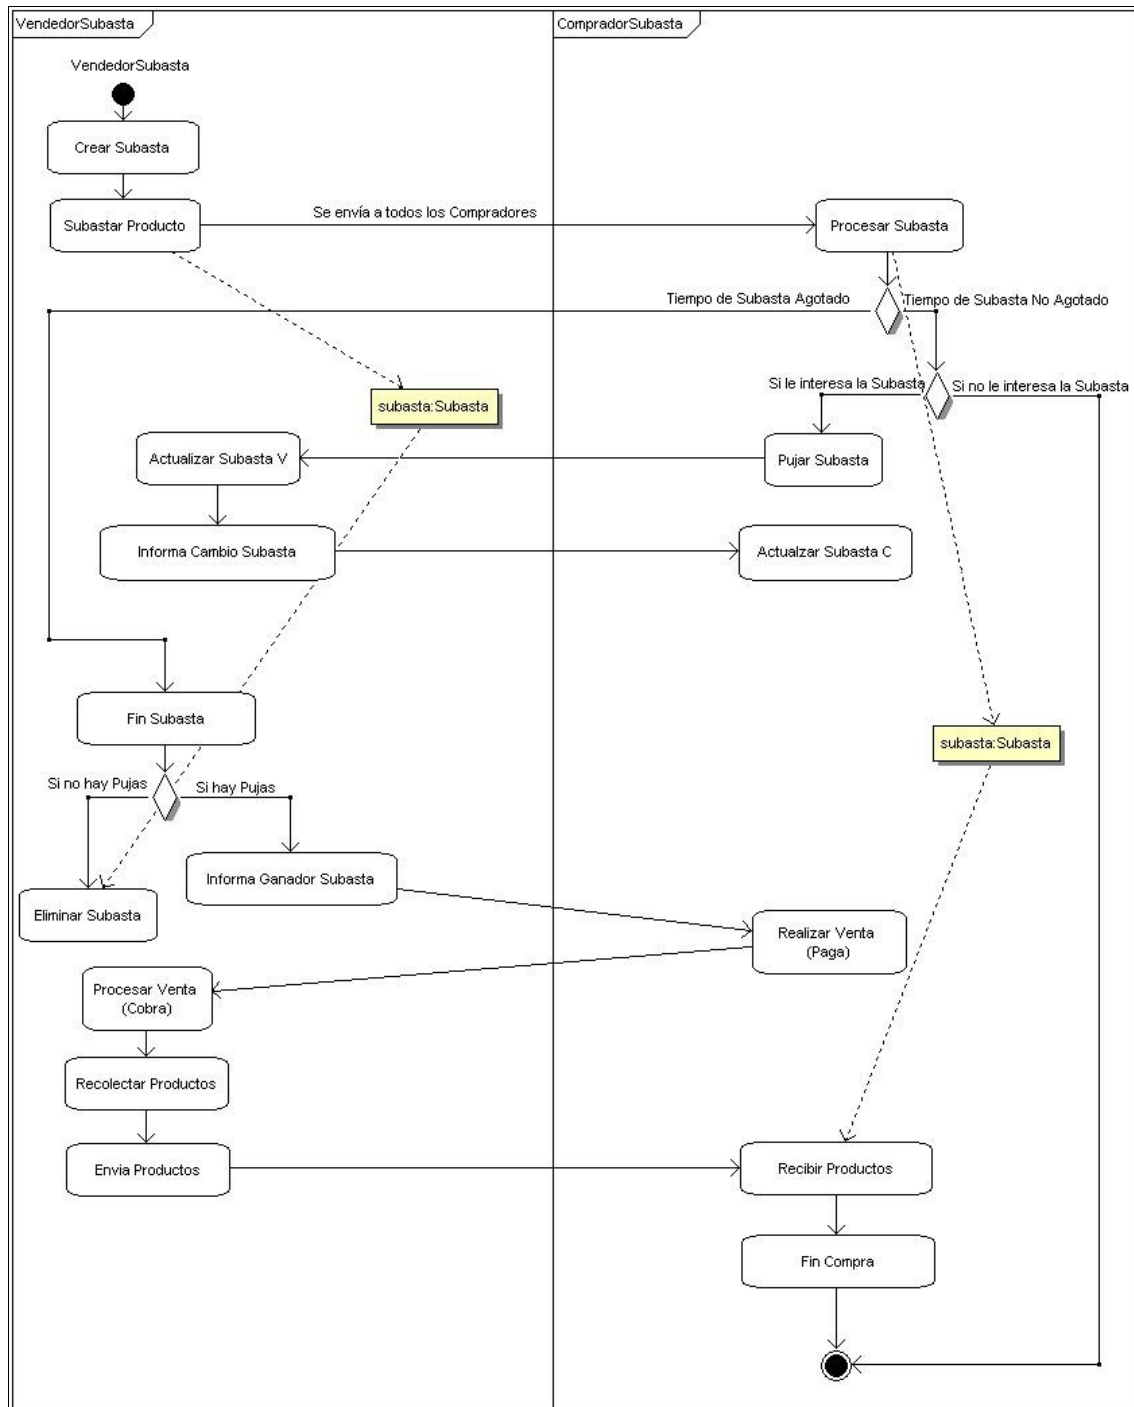 VendedorSubasta
CompradorSubasta
VendedorSubasta
Crear Subasta
Subastar Producto
Se envía a todos los Compradores
Procesar Subasta
Tiempo de Subasta Agotado
Tiempo de Subasta No Agotado
Si le interesa la Subasta
Si no le interesa la Subasta
subasta:Subasta
Actualizar Subasta V
Pujar Subasta
Informa Cambio Subasta
Actualzar Subasta C
Fin Subasta
subasta:Subasta
Si no hay Pujas
Si hay Pujas
Informa Ganador Subasta
Eliminar Subasta
Realizar Venta
(Paga)
Procesar Venta
(Cobra)
Recolectar Productos
Envia Productos
Recibir Productos
Fin Compra